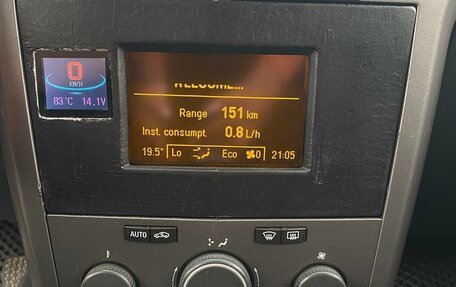 WELCOME...
0
KM/H
83°C 14,1V
Range 151 km
Inst. consumpt. 0.8 L/h
19.5° Lo Eco 0 21:05
AUTO